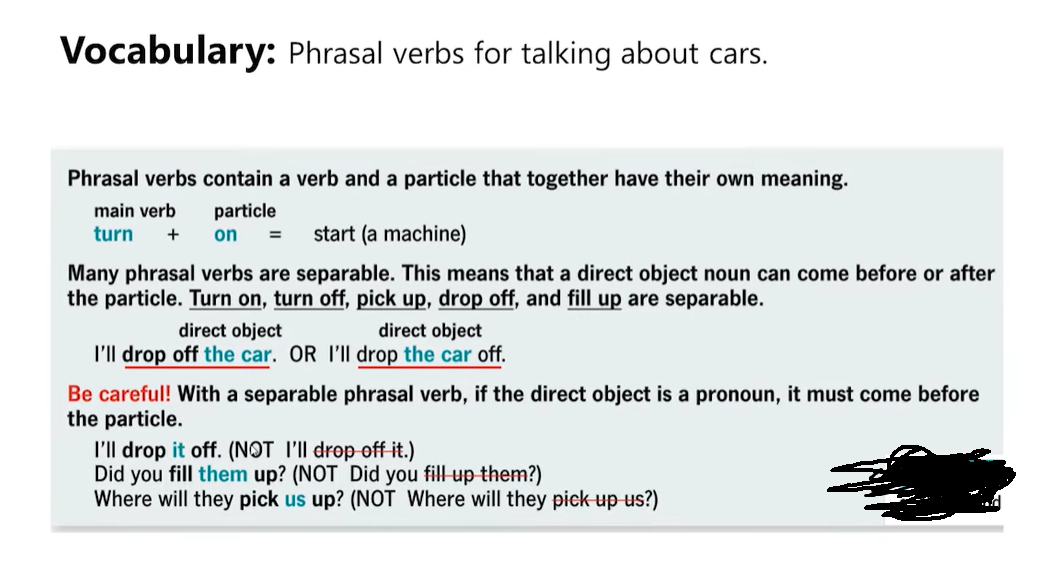 Vocabulary: Phrasal verbs for talking about cars.
Phrasal verbs contain a verb and a particle that together have their own meaning.
main verb particle
turn + on = start (a machine)
Many phrasal verbs are separable. This means that a direct object noun can come before or after
the particle. Turn on, turn off, pick up, drop off, and fill up are separable.
direct object direct object
I'll drop off the car. OR I'll drop the car off.
Be careful! With a separable phrasal verb, if the direct object is a pronoun, it must come before
the particle.
I'll drop it off. (NOT I'll drop off it.)
Did you fill them up? (NOT Did you fill up them?)
Where will they pick us up? (NOT Where will they pick up us?)